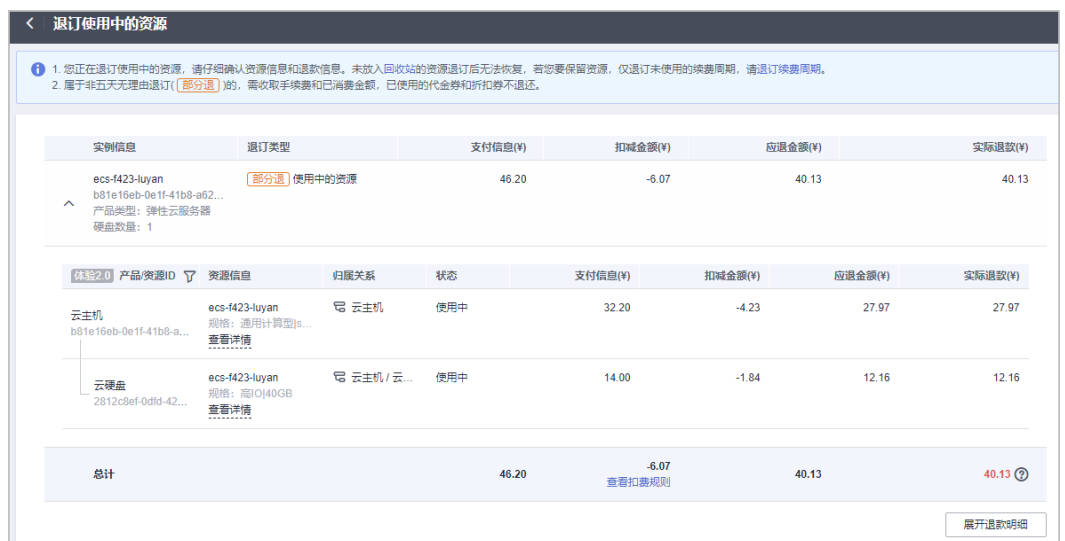 退订使用中的资源
1. 您正在退订使用中的资源，请仔细确认资源信息和退款信息。未放入回收站的资源退订后无法恢复，若您要保留资源，仅退订未使用的续费周期，请退订续费周期。
2. 属于非五天无理由退订( 部分退 )的，需收取手续费和已消费金额，已使用的代金券和折扣券不退还。
实例信息 退订类型 支付信息(¥) 扣减金额(¥) 应退金额(¥) 实际退款(¥)
ecs-f423-luyan 部分退 使用中的资源 46.20 -6.07 40.13 40.13
b81e16eb-0e1f-41b8-a62...
产品类型：弹性云服务器
硬盘数量：1
体验2.0 产品/资源ID 资源信息 归属关系 状态 支付信息(¥) 扣减金额(¥) 应退金额(¥) 实际退款(¥)
云主机 ecs-f423-luyan 云主机 使用中 32.20 -4.23 27.97 27.97
b81e16eb-0e1f-41b8-a... 规格：通用计算型|s...
查看详情
云硬盘 ecs-f423-luyan 云主机 / 云... 使用中 14.00 -1.84 12.16 12.16
2812c8ef-0dfd-42... 规格：高IO|40GB
查看详情
总计 46.20 -6.07 40.13 40.13
查看扣费规则
展开退款明细